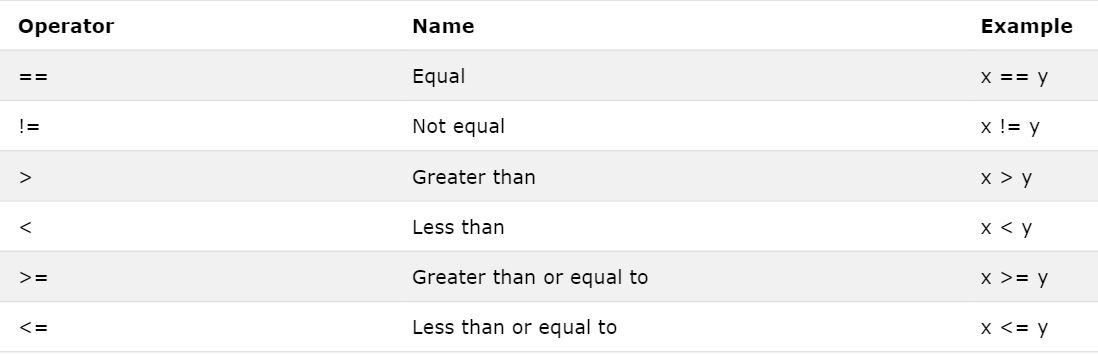 Operator Name Example
== Equal x == y
!= Not equal x != y
> Greater than x > y
< Less than x < y
>= Greater than or equal to x >= y
<= Less than or equal to x <= y